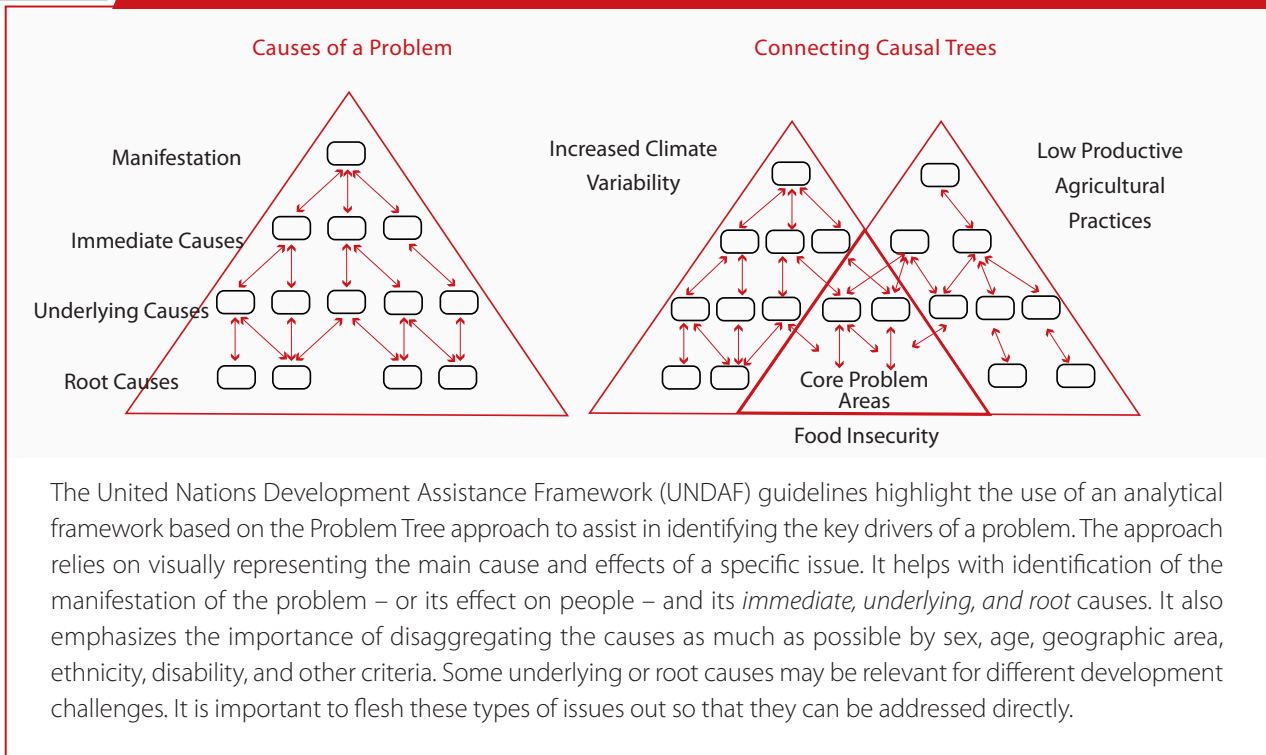 Causes of a Problem
Manifestation
Immediate Causes
Underlying Causes
Root Causes
Connecting Causal Trees
Increased Climate
Variability
Low Productive
Agricultural
Practices
Core Problem
Areas
Food Insecurity
The United Nations Development Assistance Framework (UNDAF) guidelines highlight the use of an analytical
framework based on the Problem Tree approach to assist in identifying the key drivers of a problem. The approach
relies on visually representing the main cause and effects of a specific issue. It helps with identification of the
manifestation of the problem – or its effect on people – and its immediate, underlying, and root causes. It also
emphasizes the importance of disaggregating the causes as much as possible by sex, age, geographic area,
ethnicity, disability, and other criteria. Some underlying or root causes may be relevant for different development
challenges. It is important to flesh these types of issues out so that they can be addressed directly.